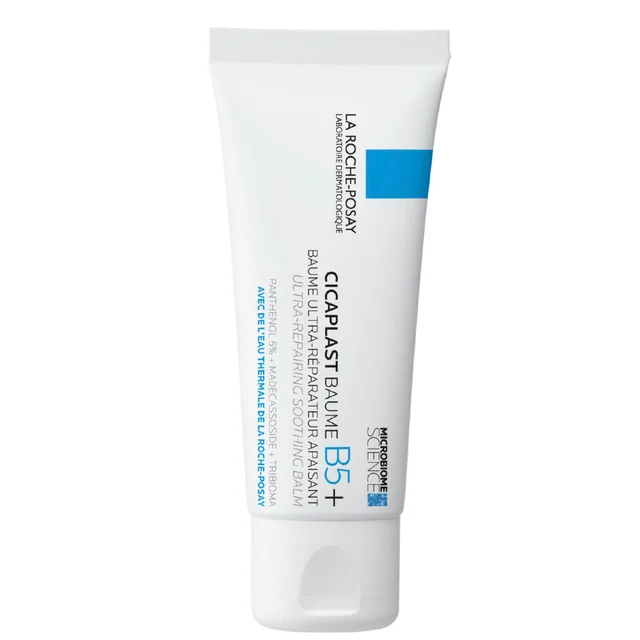 LA ROCHE-POSAY
LABORATOIRE DERMATOLOGIQUE
CICAPLAST BAUME B5+
BAUME ULTRA-RÉPARATEUR APAISANT
ULTRA-REPAIRING SOOTHING BALM
PANTHENOL 5% + MADECASSOSIDE + TRIBIOMA
AVEC DE L'EAU THERMALE DE LA ROCHE-POSAY
MICROBIOME
SCIENCE